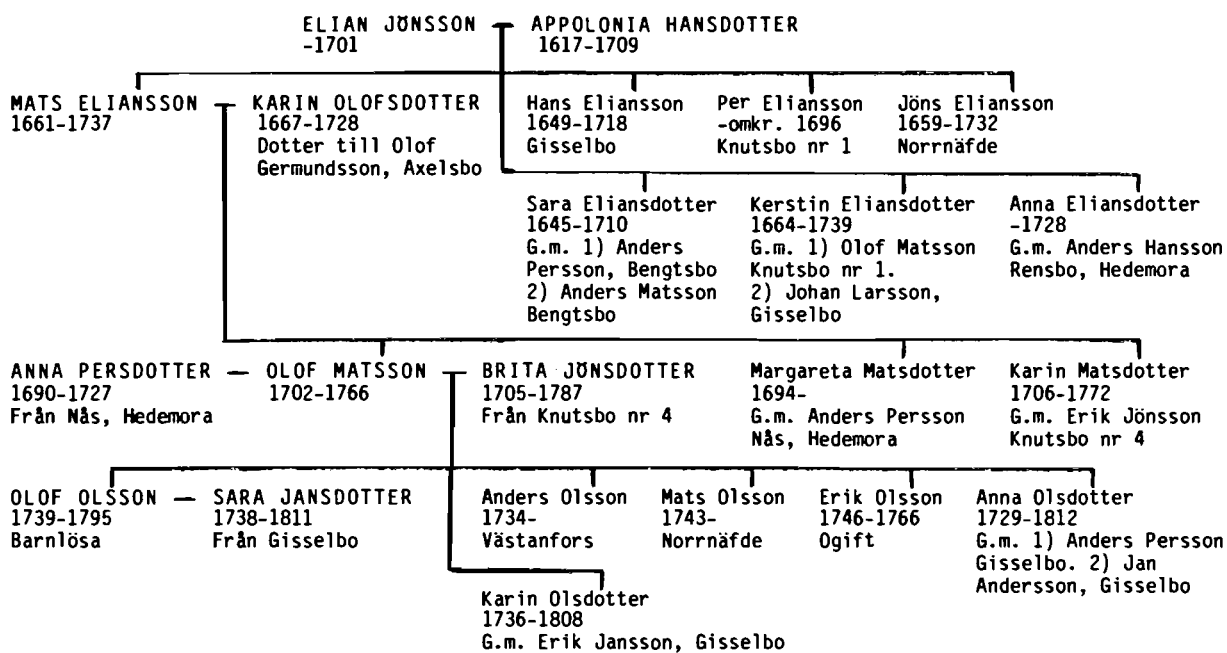 ELIAN JÖNSSON — APPOLONIA HANSDOTTER
-1701 1617-1709
MATS ELIANSSON — KARIN OLOFSDOTTER
1661-1737 1667-1728
Dotter till Olof
Germundsson, Axelsbo
Hans Eliansson
1649-1718
Gisselbo
Per Eliansson
-omkr. 1696
Knutsbo nr 1
Jöns Eliansson
1659-1732
Norrnäfde
Sara Eliansdotter
1645-1710
G.m. 1) Anders
Persson, Bengtsbo
2) Anders Matsson
Bengtsbo
Kerstin Eliansdotter
1664-1739
G.m. 1) Olof Matsson
Knutsbo nr 1.
2) Johan Larsson,
Gisselbo
Anna Eliansdotter
-1728
G.m. Anders Hansson
Rensbo, Hedemora
ANNA PERSDOTTER — OLOF MATSSON — BRITA JÖNSDOTTER
1690-1727 1702-1766 1705-1787
Från Nås, Hedemora Från Knutsbo nr 4
Margareta Matsdotter
1694-
G.m. Anders Persson
Nås, Hedemora
Karin Matsdotter
1706-1772
G.m. Erik Jönsson
Knutsbo nr 4
OLOF OLSSON — SARA JANSDOTTER
1739-1795 1738-1811
Barnlösa Från Gisselbo
Anders Olsson
1734-
Västanfors
Mats Olsson
1743-
Norrnäfde
Erik Olsson
1746-1766
Ogift
Anna Olsdotter
1729-1812
G.m. 1) Anders Persson
Gisselbo. 2) Jan
Andersson, Gisselbo
Karin Olsdotter
1736-1808
G.m. Erik Jansson, Gisselbo